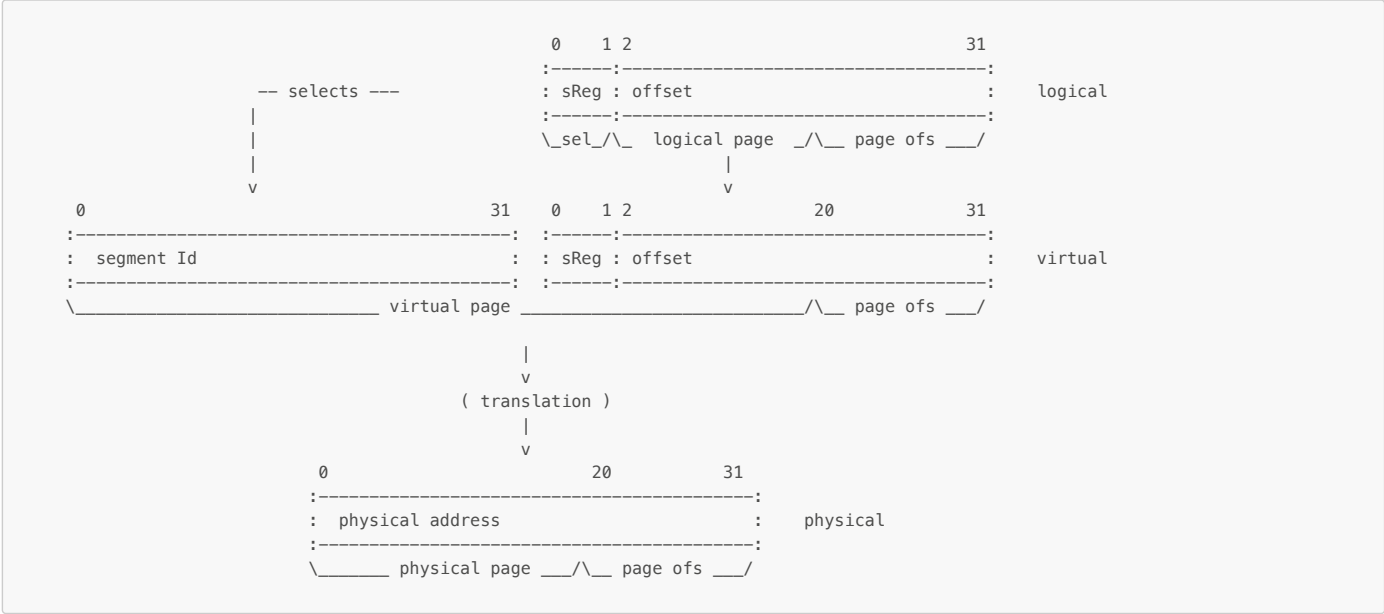 0 1 2 31
:------:------------------------------------:
-- selects --- : sReg : offset : logical
| :------:------------------------------------:
| \_sel_/\_ logical page _/\__ page ofs ___/
| |
v v
0 31 0 1 2 20 31
:-------------------------------------------: :------:------------------------------------:
: segment Id : : sReg : offset : virtual
:-------------------------------------------: :------:------------------------------------:
\______________________________ virtual page ____________________________/\__ page ofs ___/
|
v
( translation )
|
v
0 20 31
:-------------------------------------------:
: physical address : physical
:-------------------------------------------:
\_______ physical page ___/\__ page ofs ___/